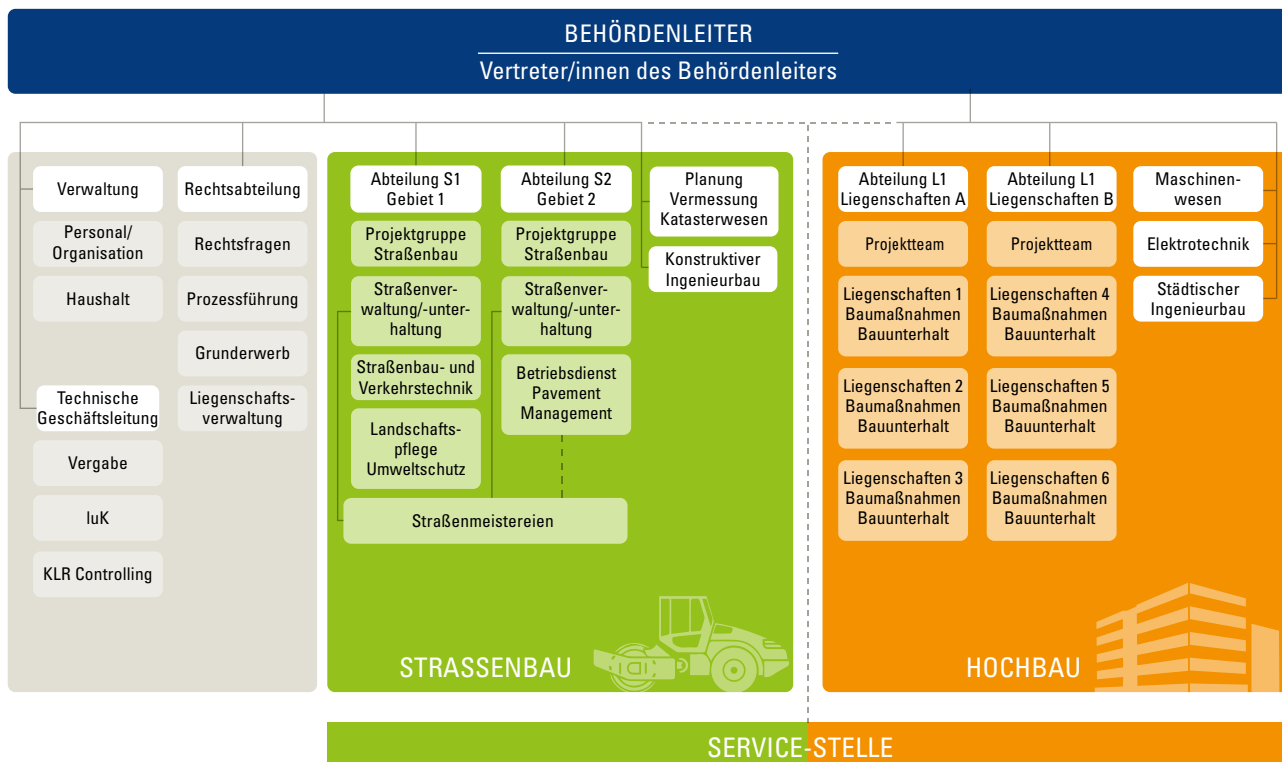 BEHÖRDENLEITER
Vertreter/innen des Behördenleiters
Verwaltung
Personal/
Organisation
Haushalt
Technische
Geschäftsleitung
Vergabe
IuK
KLR Controlling
Rechtsabteilung
Rechtsfragen
Prozessführung
Grunderwerb
Liegenschafts-
verwaltung
Abteilung S1
Gebiet 1
Projektgruppe
Straßenbau
Straßenver-
waltung/-unter-
haltung
Straßenbau- und
Verkehrstechnik
Landschafts-
pflege
Umweltschutz
Abteilung S2
Gebiet 2
Projektgruppe
Straßenbau
Straßenver-
waltung/-unter-
haltung
Betriebsdienst
Pavement
Management
Straßenmeistereien
Planung
Vermessung
Katasterwesen
Konstruktiver
Ingenieurbau
STRASSENBAU
Abteilung L1
Liegenschaften A
Projektteam
Liegenschaften 1
Baumaßnahmen
Bauunterhalt
Liegenschaften 2
Baumaßnahmen
Bauunterhalt
Liegenschaften 3
Baumaßnahmen
Bauunterhalt
Abteilung L1
Liegenschaften B
Projektteam
Liegenschaften 4
Baumaßnahmen
Bauunterhalt
Liegenschaften 5
Baumaßnahmen
Bauunterhalt
Liegenschaften 6
Baumaßnahmen
Bauunterhalt
Maschinen-
wesen
Elektrotechnik
Städtischer
Ingenieurbau
HOCHBAU
SERVICE-STELLE